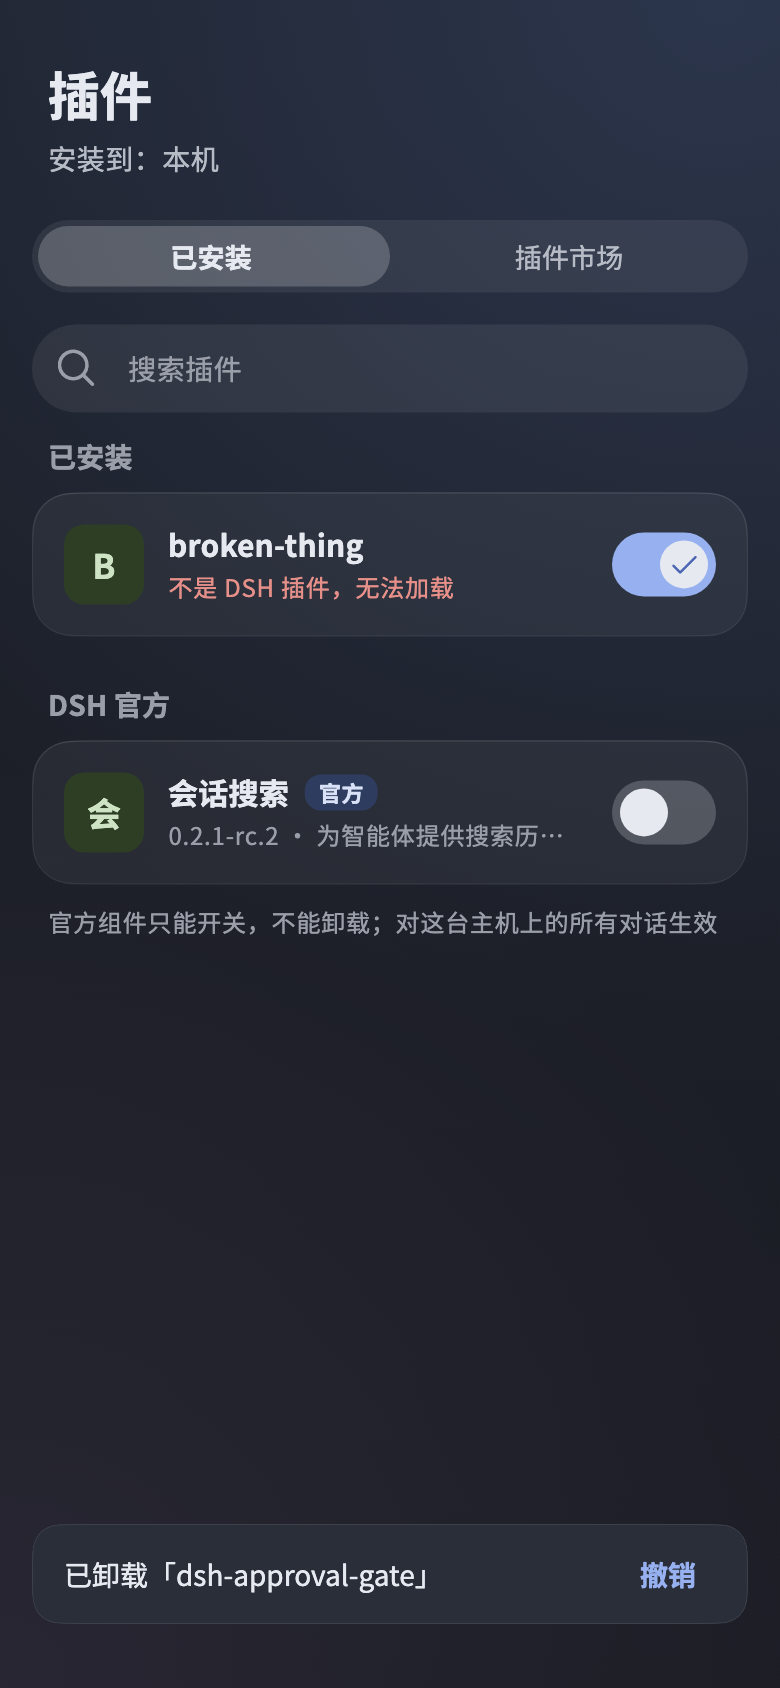 插件
安装到：本机
已安装
插件市场
搜索插件
已安装
B
broken-thing
不是 DSH 插件，无法加载
DSH 官方
会
会话搜索 官方
0.2.1-rc.2 • 为智能体提供搜索历…
官方组件只能开关，不能卸载；对这台主机上的所有对话生效
已卸载「dsh-approval-gate」 撤销